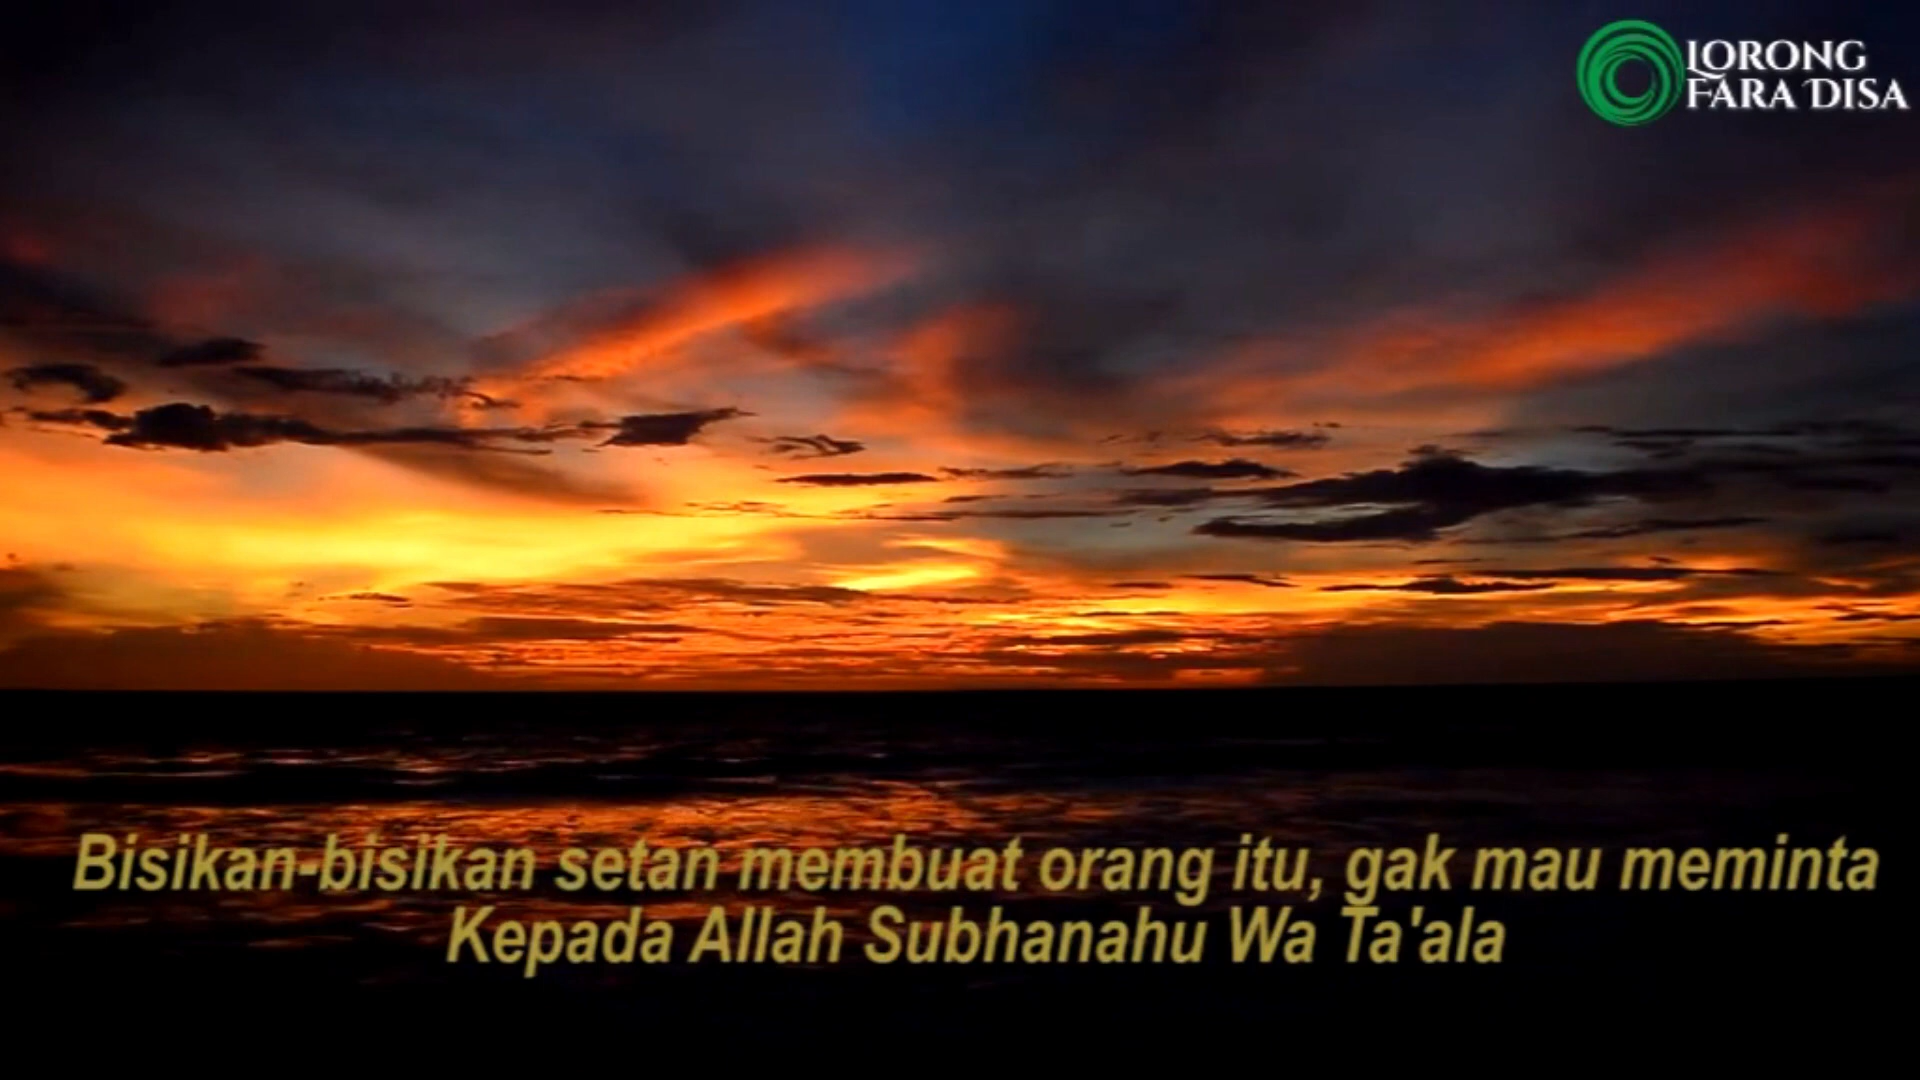 LORONG
FARA DISA
Bisikan-bisikan setan membuat orang itu, gak mau meminta
Kepada Allah Subhanahu Wa Ta'ala